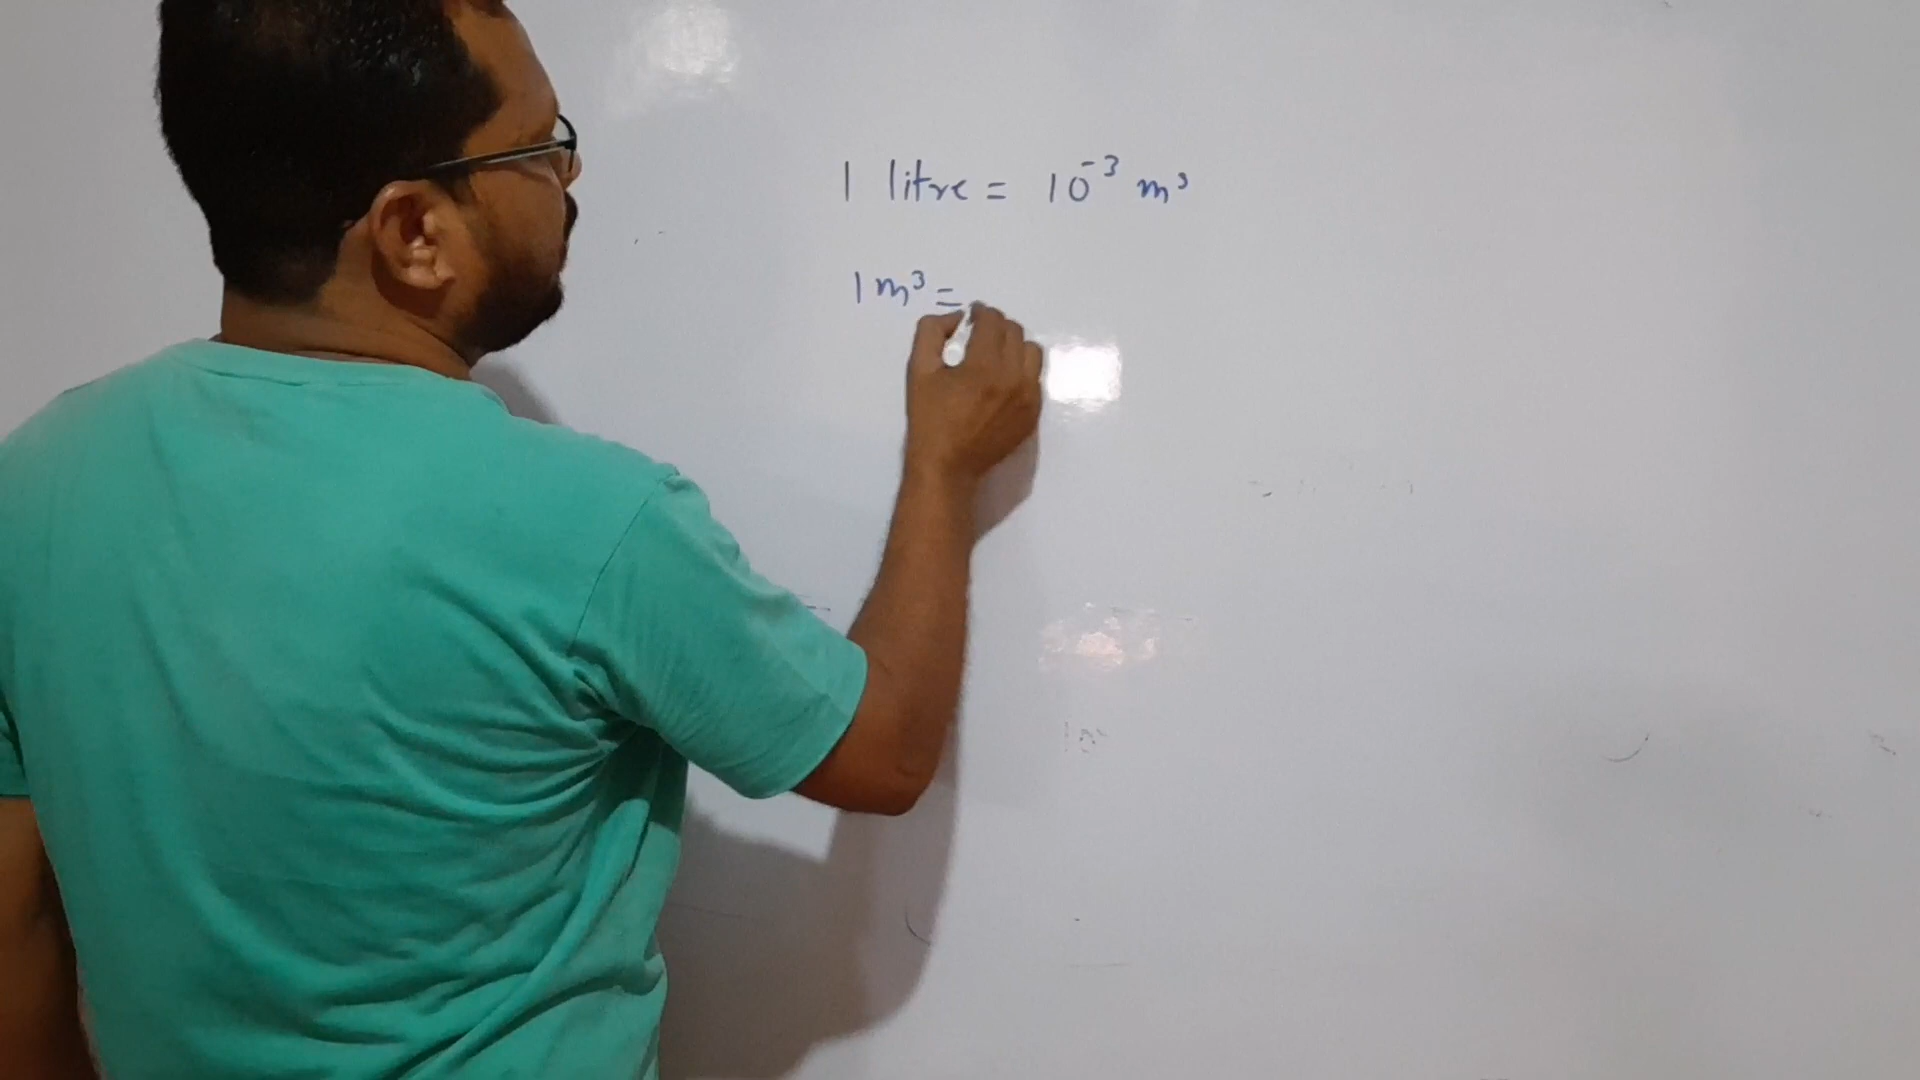 1 litre = 10⁻³ m³
1 m³ =